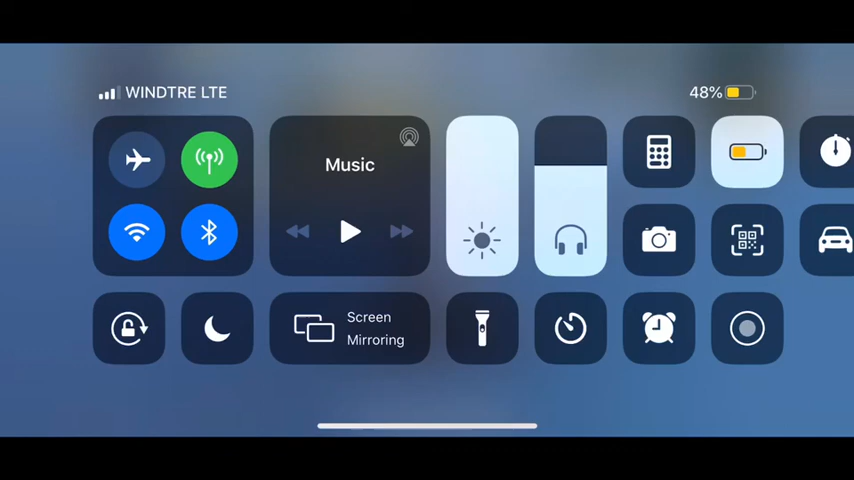 WINDTRE LTE
48%
Music
Screen
Mirroring